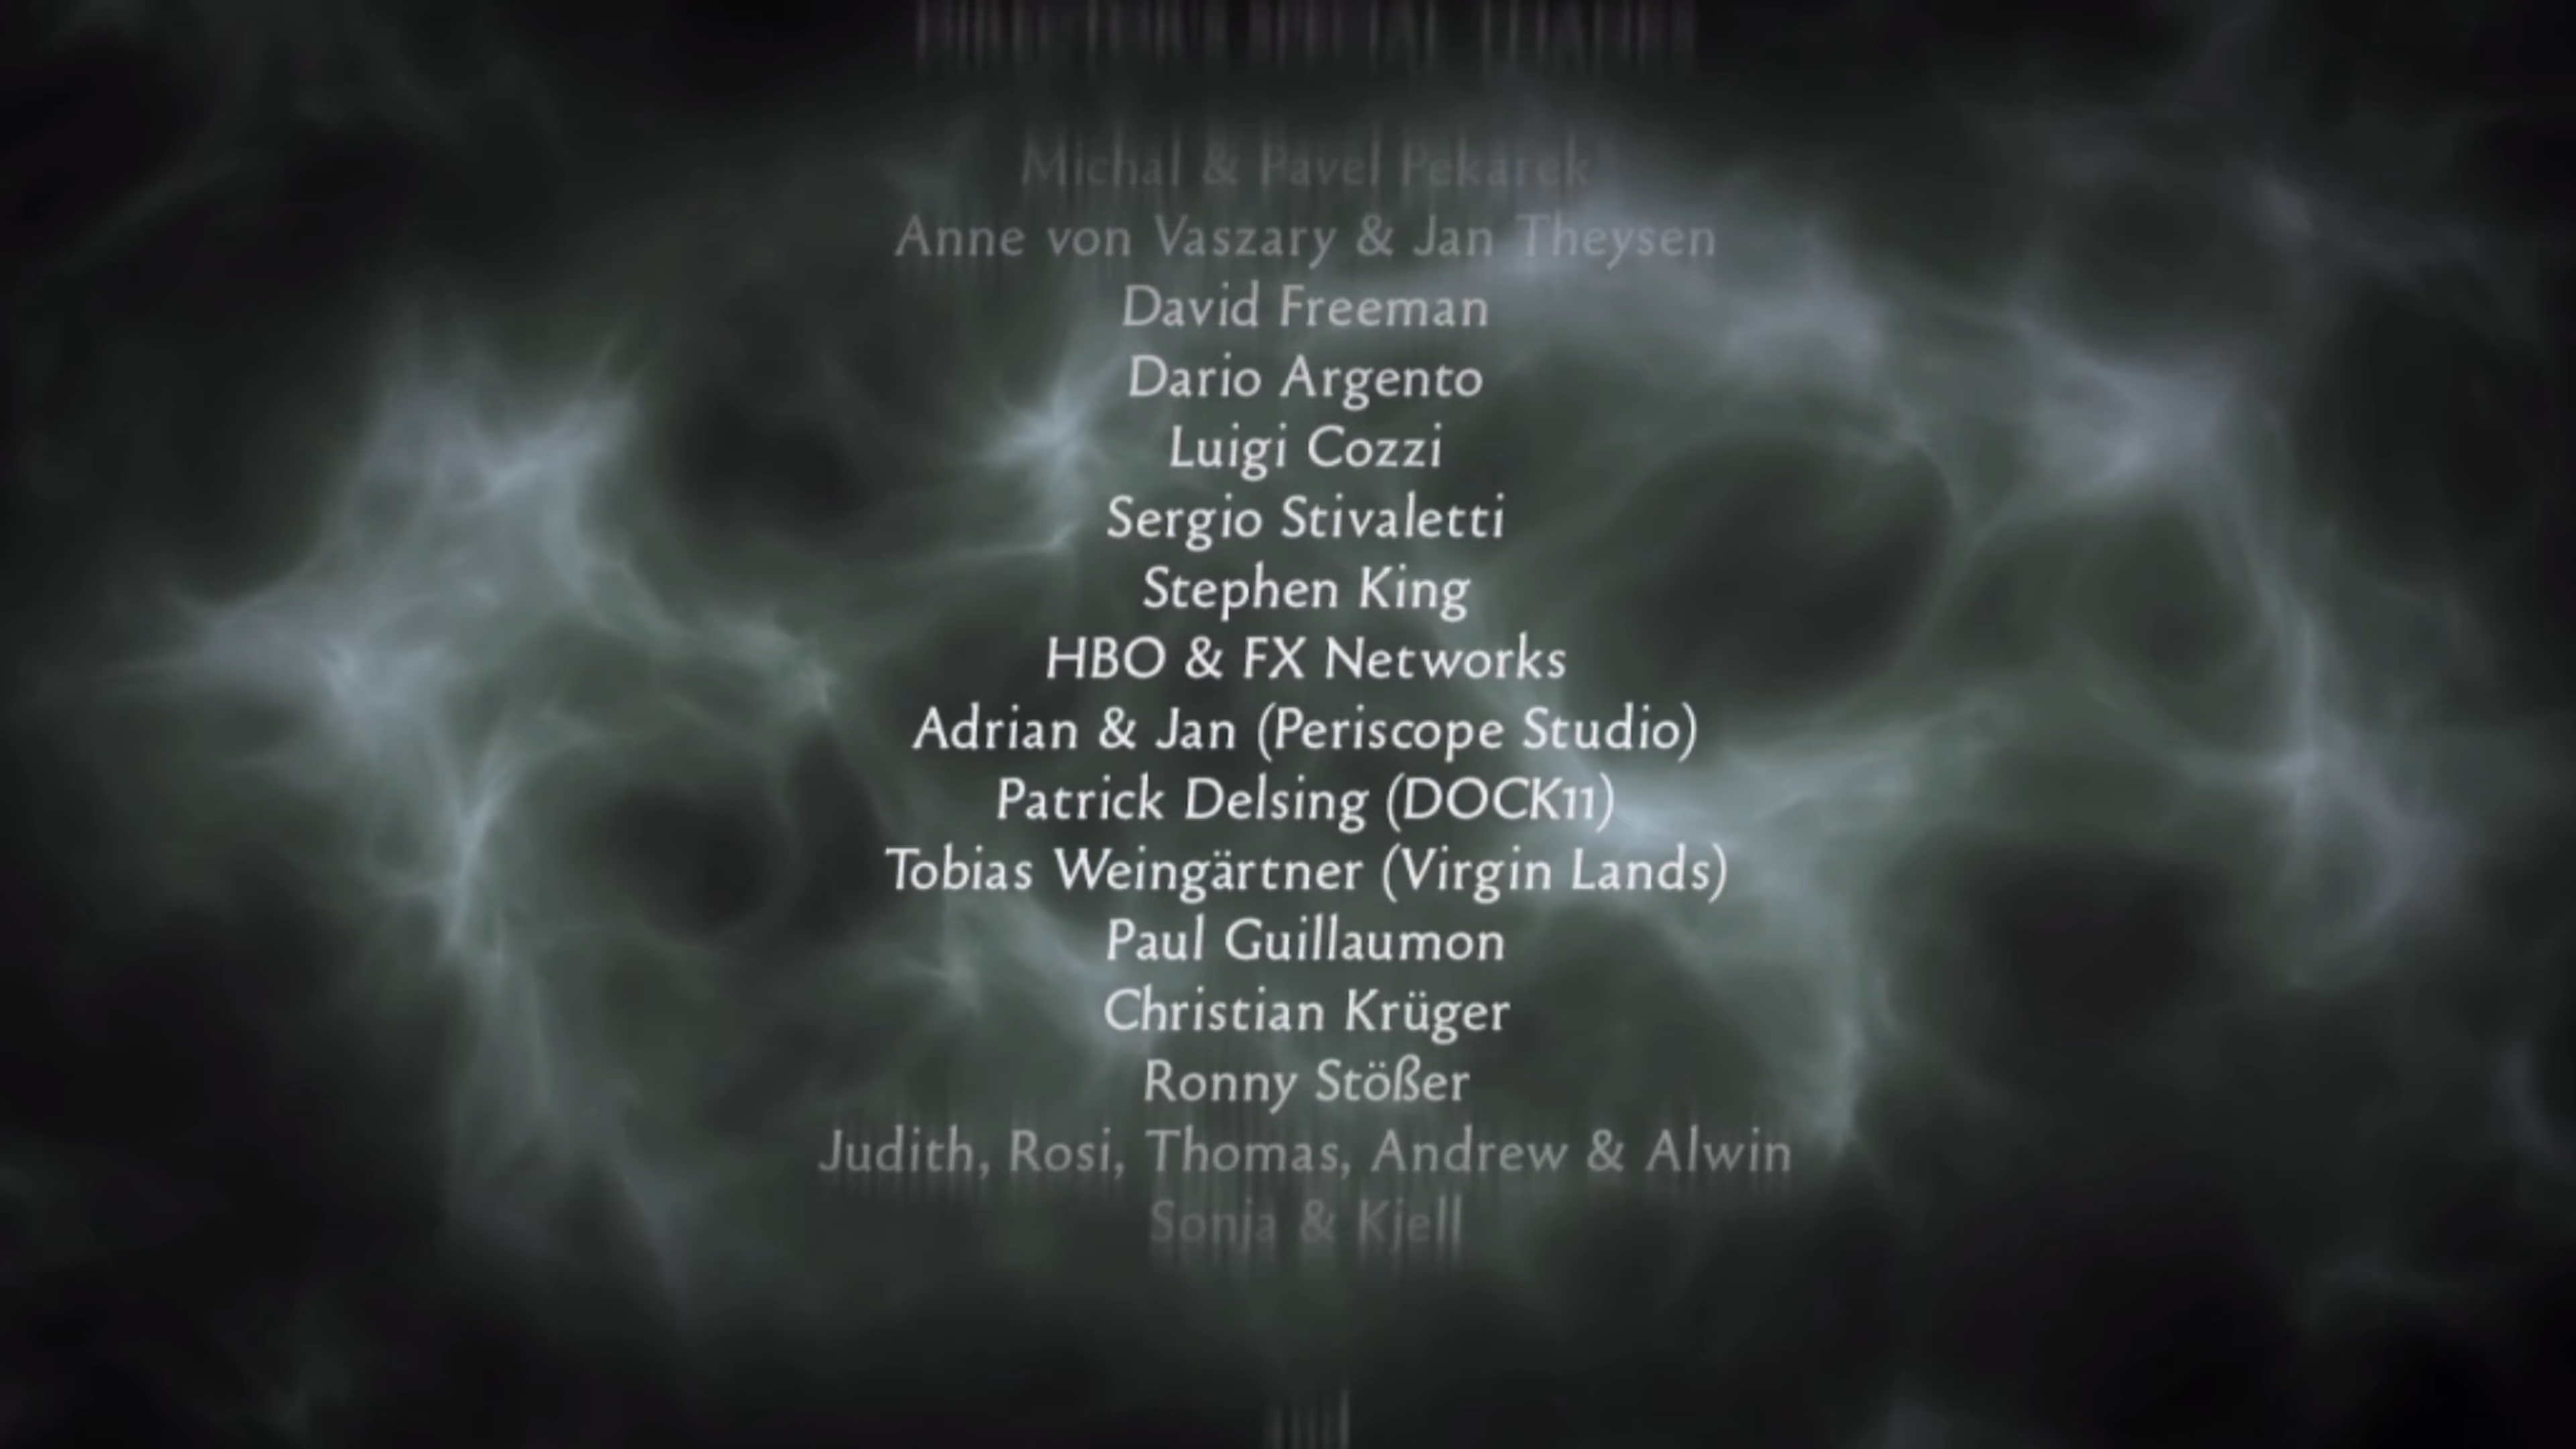 Michal & Pavel Pekárek
Anne von Vaszary & Jan Theysen
David Freeman
Dario Argento
Luigi Cozzi
Sergio Stivaletti
Stephen King
HBO & FX Networks
Adrian & Jan (Periscope Studio)
Patrick Delsing (DOCK11)
Tobias Weingärtner (Virgin Lands)
Paul Guillaumon
Christian Krüger
Ronny Stößer
Judith, Rosi, Thomas, Andrew & Alwin
Sonja & Kjell